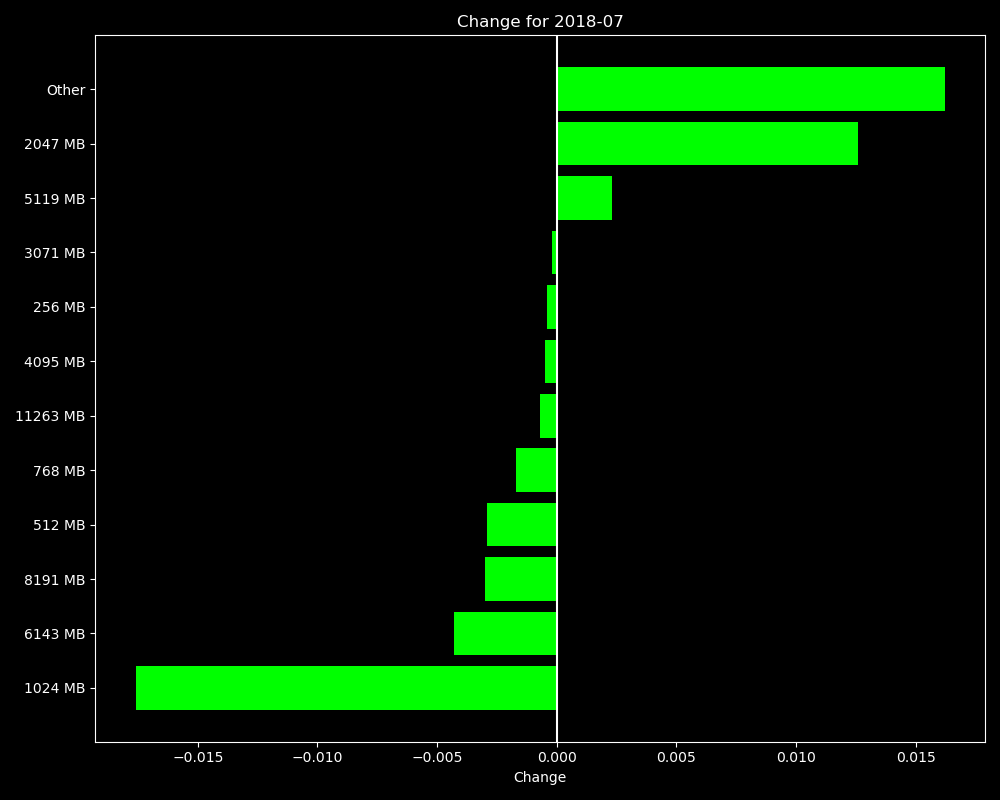 Change for 2018-07
Other
2047 MB
5119 MB
3071 MB
256 MB
4095 MB
11263 MB
768 MB
512 MB
8191 MB
6143 MB
1024 MB
−0.015 −0.010 −0.005 0.000 0.005 0.010 0.015
Change